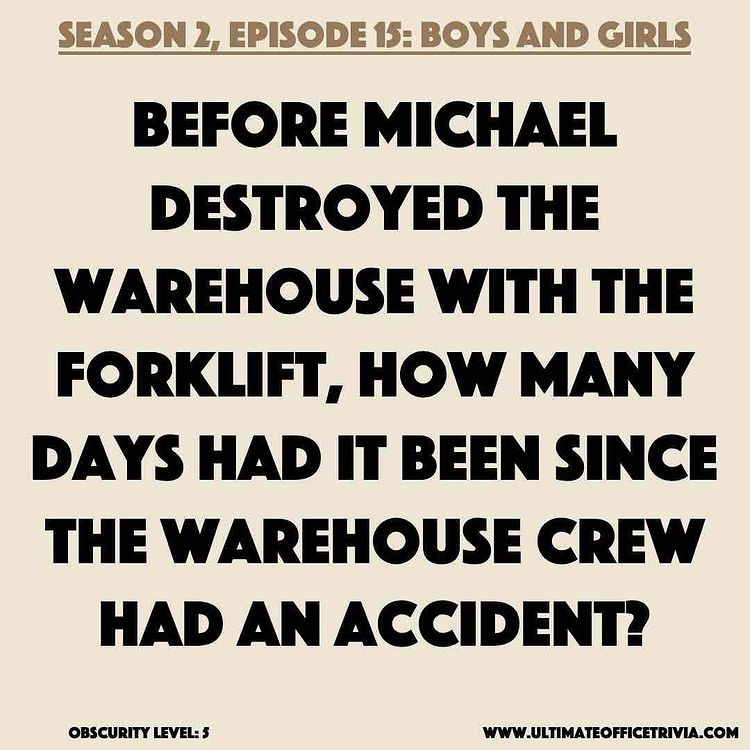 SEASON 2, EPISODE 15: BOYS AND GIRLS
BEFORE MICHAEL
DESTROYED THE
WAREHOUSE WITH THE
FORKLIFT, HOW MANY
DAYS HAD IT BEEN SINCE
THE WAREHOUSE CREW
HAD AN ACCIDENT?
OBSCURITY LEVEL: 5
WWW.ULTIMATEOFFICETRIVIA.COM